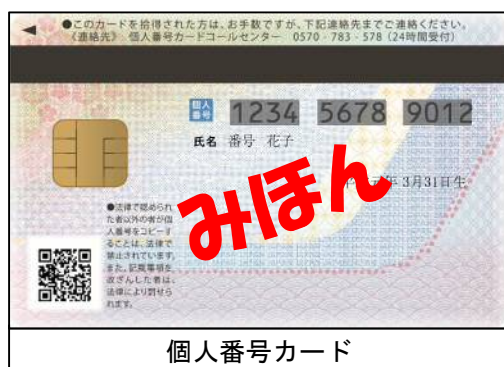 ●このカードを拾得された方は、お手数ですが、下記連絡先までご連絡ください。
《連絡先》 個人番号カードコールセンター 0570-783-578(24時間受付)
個人番号 1234 5678 9012
氏名 番号 花子
年 3月31日生
みほん
●法律で認められ
た者以外の者が個
人番号をコピーす
ることは、法律で
禁止されています。
また、記載事項を
改ざんした者は、
法律により罰せら
れます。
個人番号カード